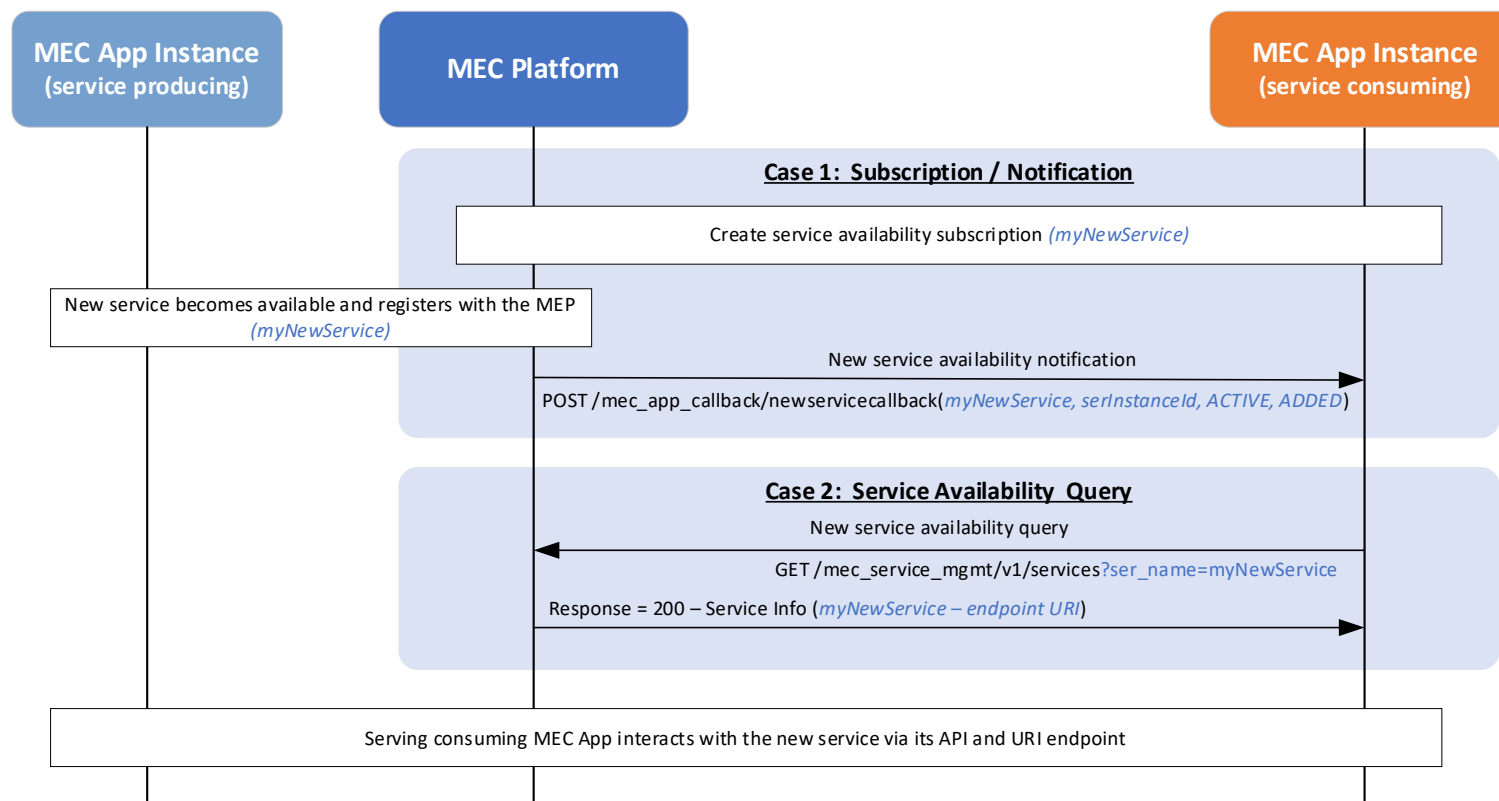 MEC App Instance
(service producing)
MEC Platform
MEC App Instance
(service consuming)
Case 1:  Subscription / Notification
Create service availability subscription (myNewService)
New service becomes available and registers with the MEP
(myNewService)
New service availability notification
POST /mec_app_callback/newservicecallback(myNewService, serInstanceId, ACTIVE, ADDED)
Case 2:  Service Availability  Query
New service availability query
GET /mec_service_mgmt/v1/services?ser_name=myNewService
Response = 200 – Service Info (myNewService – endpoint URI)
Serving consuming MEC App interacts with the new service via its API and URI endpoint